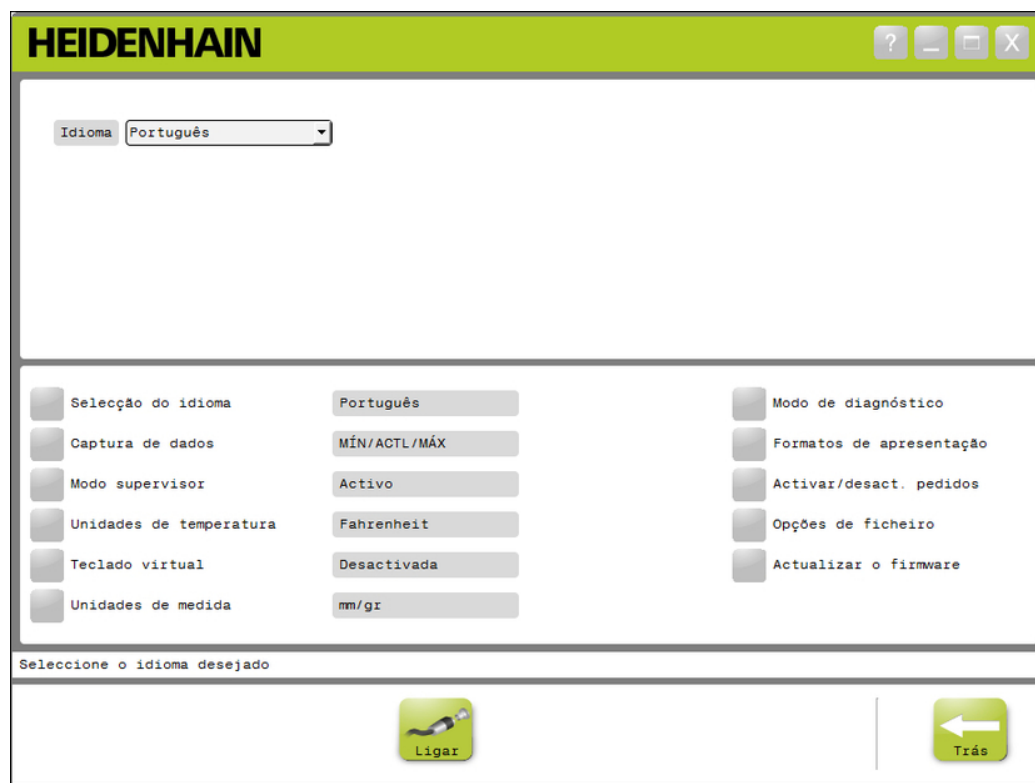 HEIDENHAIN
? _ X
Idioma Português
Selecção do idioma Português Modo de diagnóstico
Captura de dados MÍN/ACTL/MÁX Formatos de apresentação
Modo supervisor Activo Activar/desact. pedidos
Unidades de temperatura Fahrenheit Opções de ficheiro
Teclado virtual Desactivada Actualizar o firmware
Unidades de medida mm/gr
Seleccione o idioma desejado
Ligar Trás